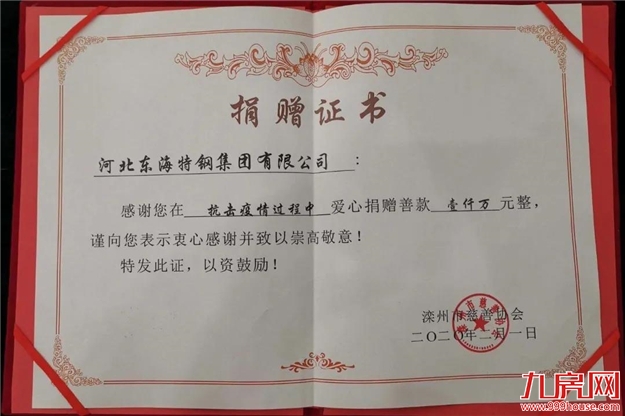 捐赠证书
河北东海特钢集团有限公司：
感谢您在 抗击疫情过程中 爱心捐赠善款 壹仟万 元整，
谨向您表示衷心感谢并致以崇高敬意！
特发此证，以资鼓励！
滦州市慈善协会
二〇二〇年二月一日
九房网
www.999house.com